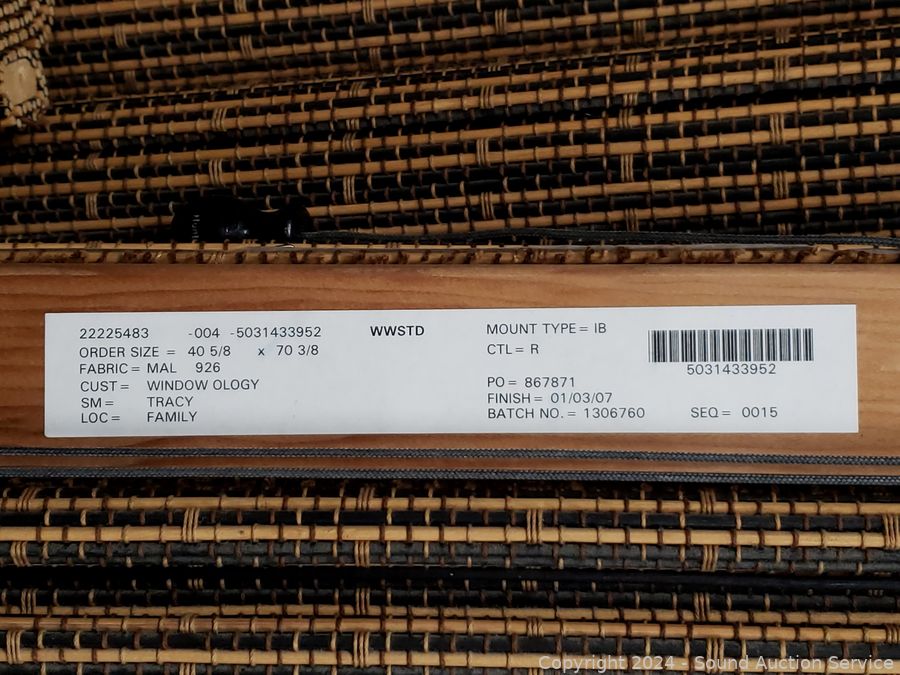 22225483 -004 -5031433952 WWSTD
ORDER SIZE = 40 5/8 x 70 3/8
FABRIC = MAL 926
CUST = WINDOW OLOGY
SM = TRACY
LOC = FAMILY
MOUNT TYPE = IB
CTL = R
PO = 867871
FINISH = 01/03/07
BATCH NO. = 1306760
5031433952
SEQ = 0015
Copyright 2024 - Sound Auction Service